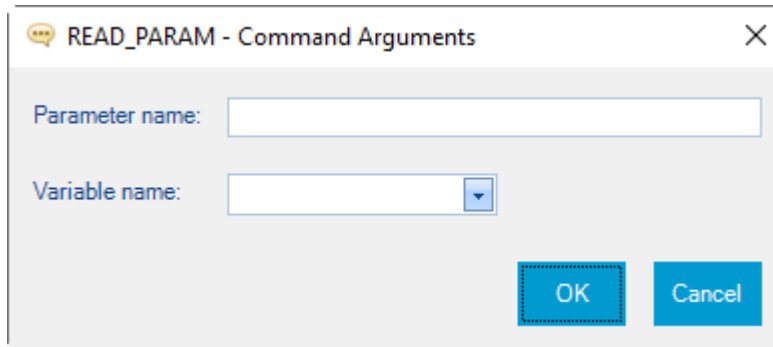 READ_PARAM - Command Arguments
Parameter name:
Variable name:
OK
Cancel